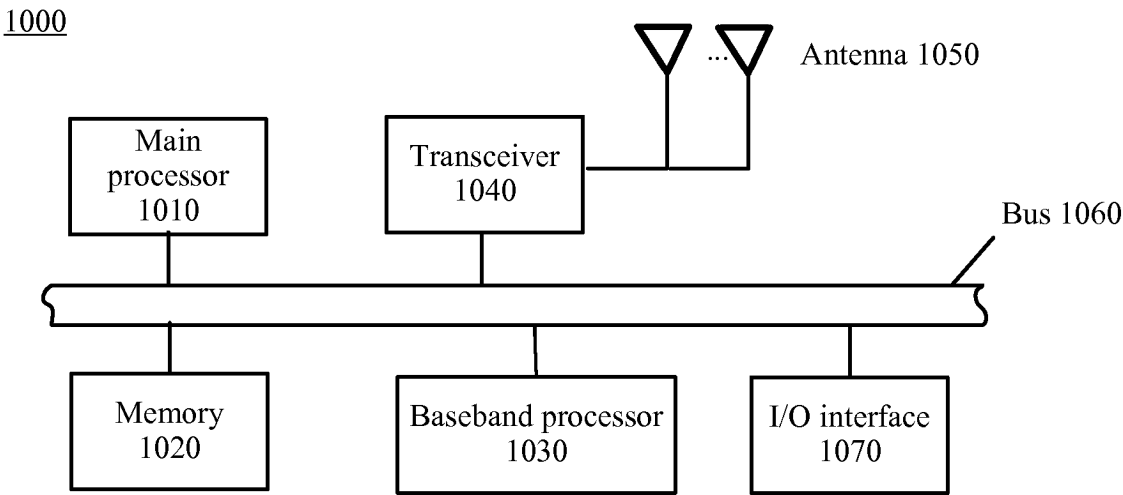 1000
... Antenna 1050
Main
processor
1010
Transceiver
1040
Bus 1060
Memory
1020
Baseband processor
1030
I/O interface
1070